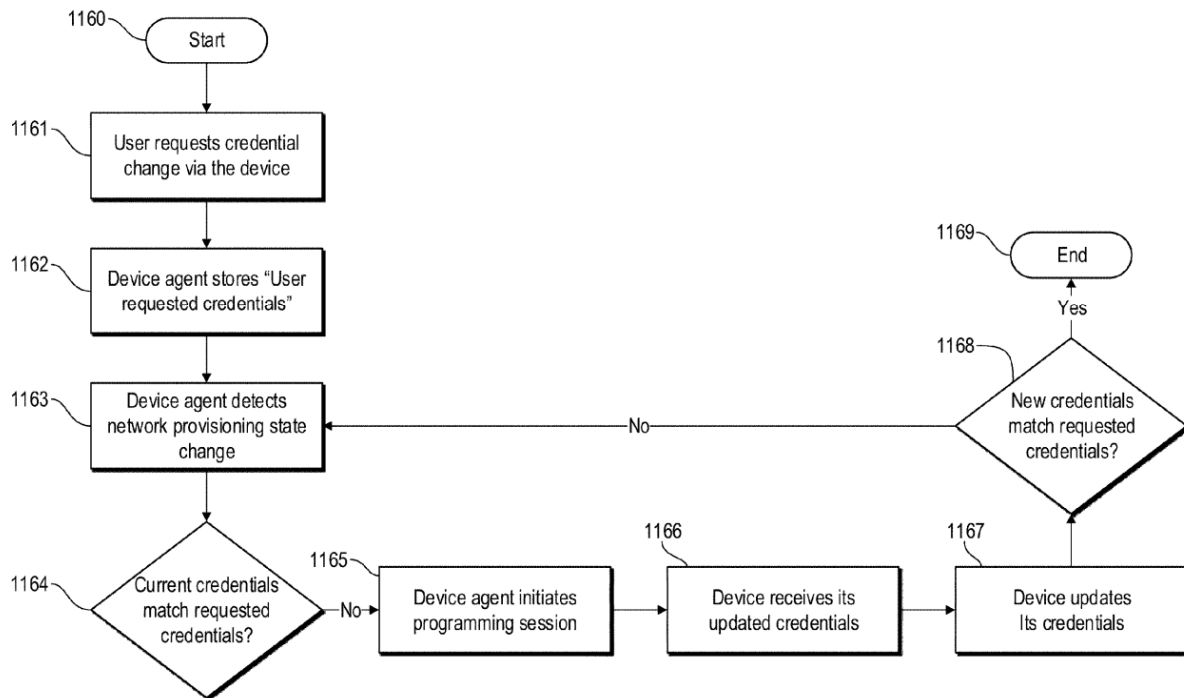 1160
Start
1161
User requests credential
change via the device
1162
Device agent stores “User
requested credentials”
1163
Device agent detects
network provisioning state
change
1164
Current credentials
match requested
credentials?
No
1165
Device agent initiates
programming session
1166
Device receives its
updated credentials
1167
Device updates
Its credentials
1168
New credentials
match requested
credentials?
No
Yes
1169
End